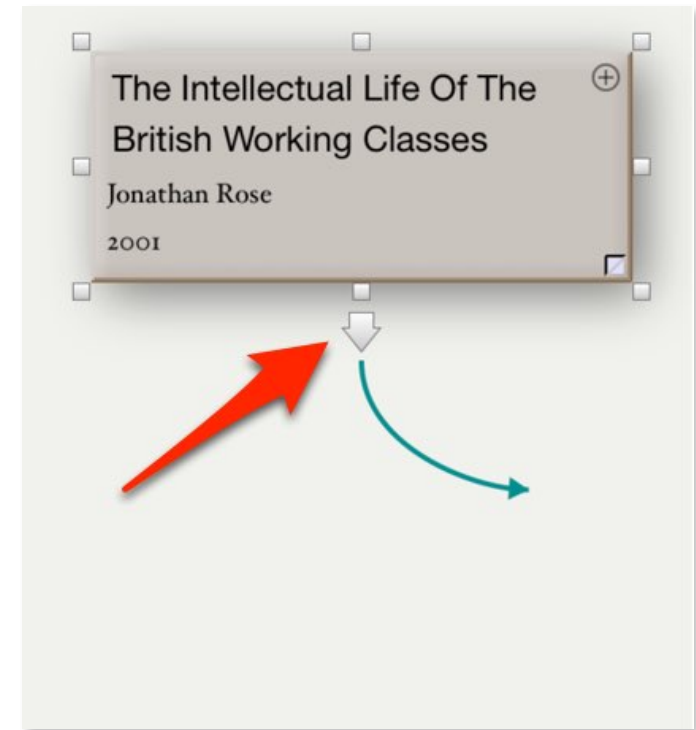 The Intellectual Life Of The
British Working Classes
Jonathan Rose
2001